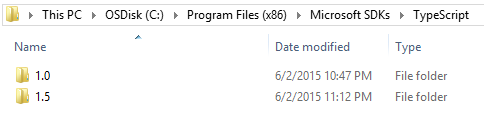 This PC ▸ OSDisk (C:) ▸ Program Files (x86) ▸ Microsoft SDKs ▸ TypeScript
Name Date modified Type
1.0 6/2/2015 10:47 PM File folder
1.5 6/2/2015 11:12 PM File folder